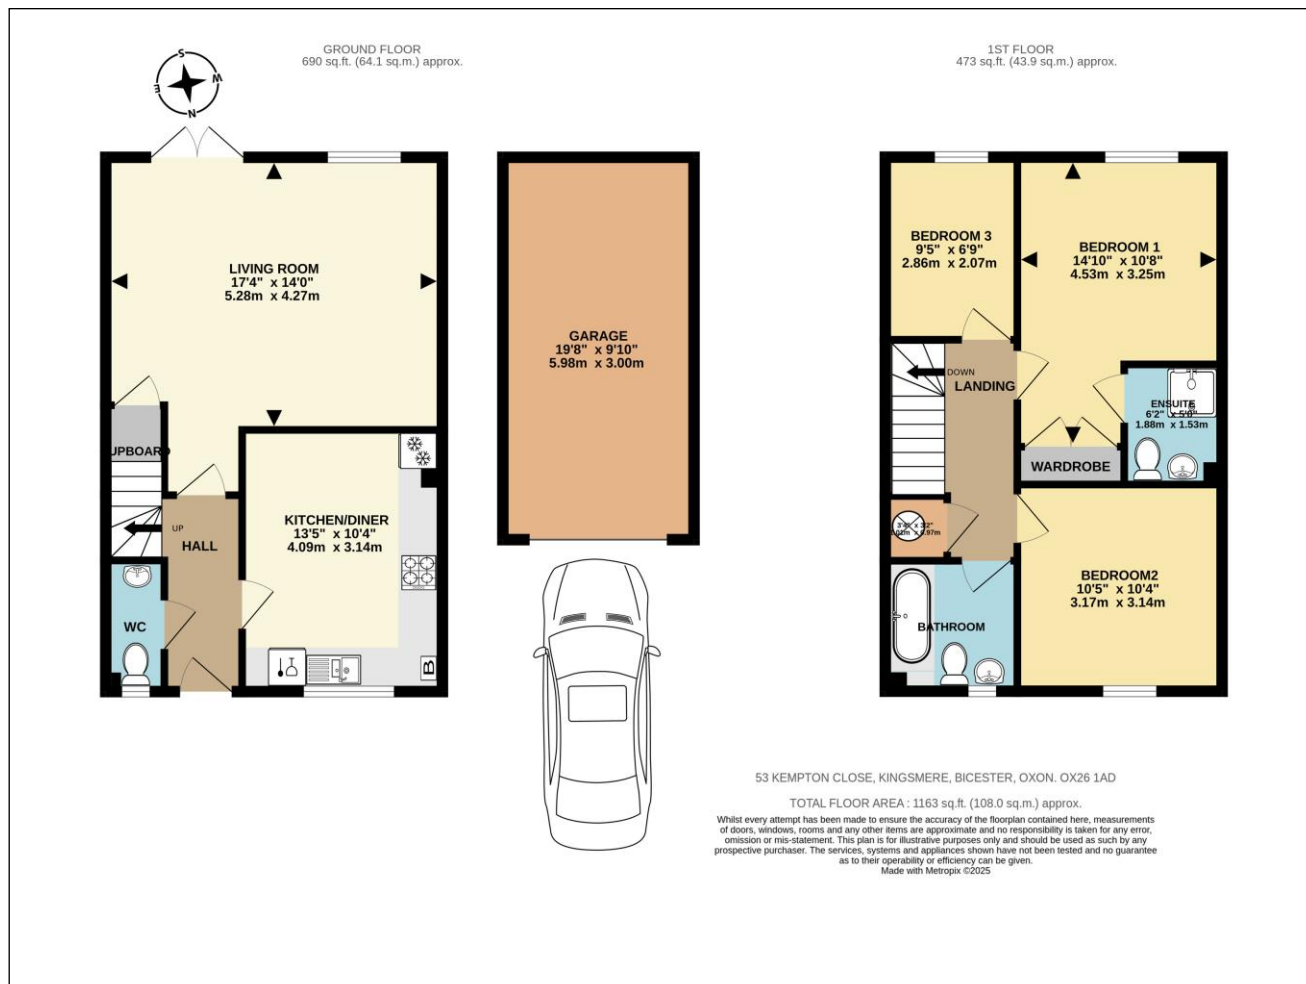 GROUND FLOOR
690 sq.ft. (64.1 sq.m.) approx.
1ST FLOOR
473 sq.ft. (43.9 sq.m.) approx.
S
W
E
N
LIVING ROOM
17'4" x 14'0"
5.28m x 4.27m
GARAGE
19'8" x 9'10"
5.98m x 3.00m
BEDROOM 3
9'5" x 6'9"
2.86m x 2.07m
BEDROOM 1
14'10" x 10'8"
4.53m x 3.25m
DOWN
LANDING
ENSUITE
6'2" x 5'0"
1.88m x 1.53m
UPBOARD
WARDROBE
KITCHEN/DINER
13'5" x 10'4"
4.09m x 3.14m
UP
HALL
BEDROOM2
10'5" x 10'4"
3.17m x 3.14m
WC
BATHROOM
B
53 KEMPTON CLOSE, KINGSMERE, BICESTER, OXON. OX26 1AD
TOTAL FLOOR AREA : 1163 sq.ft. (108.0 sq.m.) approx.
Whilst every attempt has been made to ensure the accuracy of the floorplan contained here, measurements
of doors, windows, rooms and any other items are approximate and no responsibility is taken for any error,
omission or mis-statement. This plan is for illustrative purposes only and should be used as such by any
prospective purchaser. The services, systems and appliances shown have not been tested and no guarantee
as to their operability or efficiency can be given.
Made with Metropix ©2025